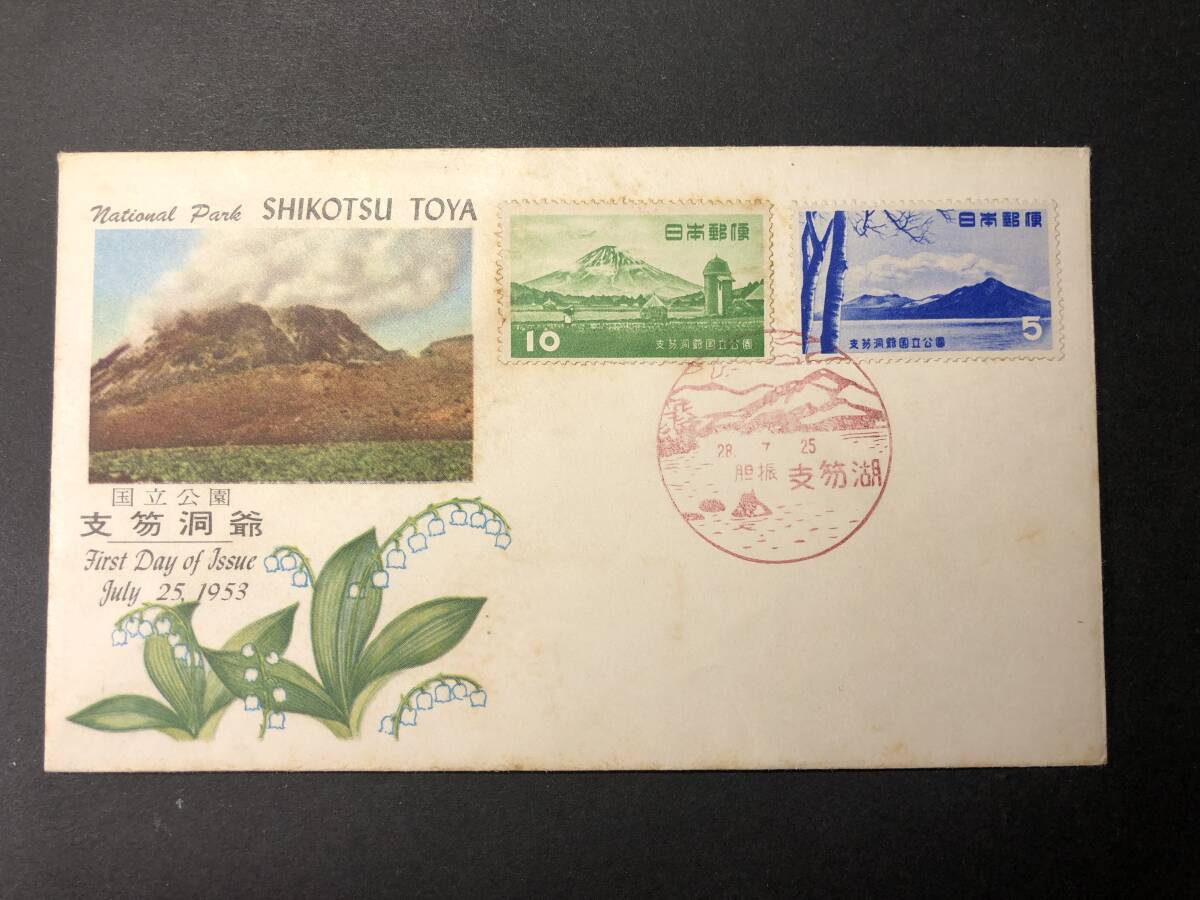 National Park SHIKOTSU TOYA
国立公園
支笏洞爺
First Day of Issue
July 25, 1953
日本郵便
10
支笏洞爺国立公園
日本郵便
5
支笏洞爺国立公園
28. 7 25
胆振 支笏湖